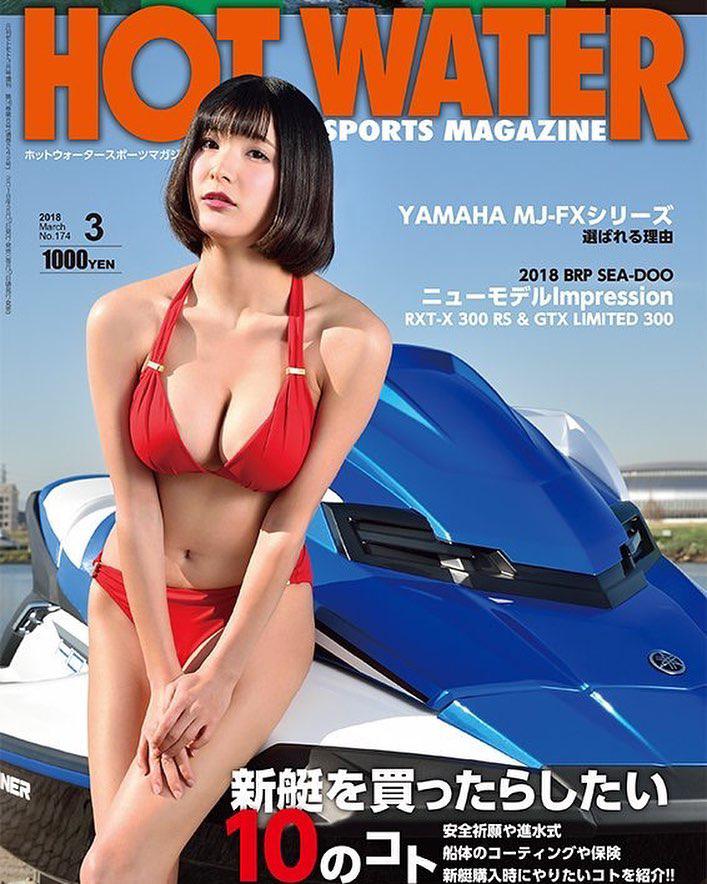 HOT WATER
SPORTS MAGAZINE
ホットウォータースポーツマガジ
2018
March
No.174
3
1000YEN
YAMAHA MJ-FXシリーズ
選ばれる理由
2018 BRP SEA-DOO
ニューモデルImpression
RXT-X 300 RS & GTX LIMITED 300
NER
新艇を買ったらしたい
10のコト
安全祈願や進水式
船体のコーティングや保険
新艇購入時にやりたいコトを紹介!!